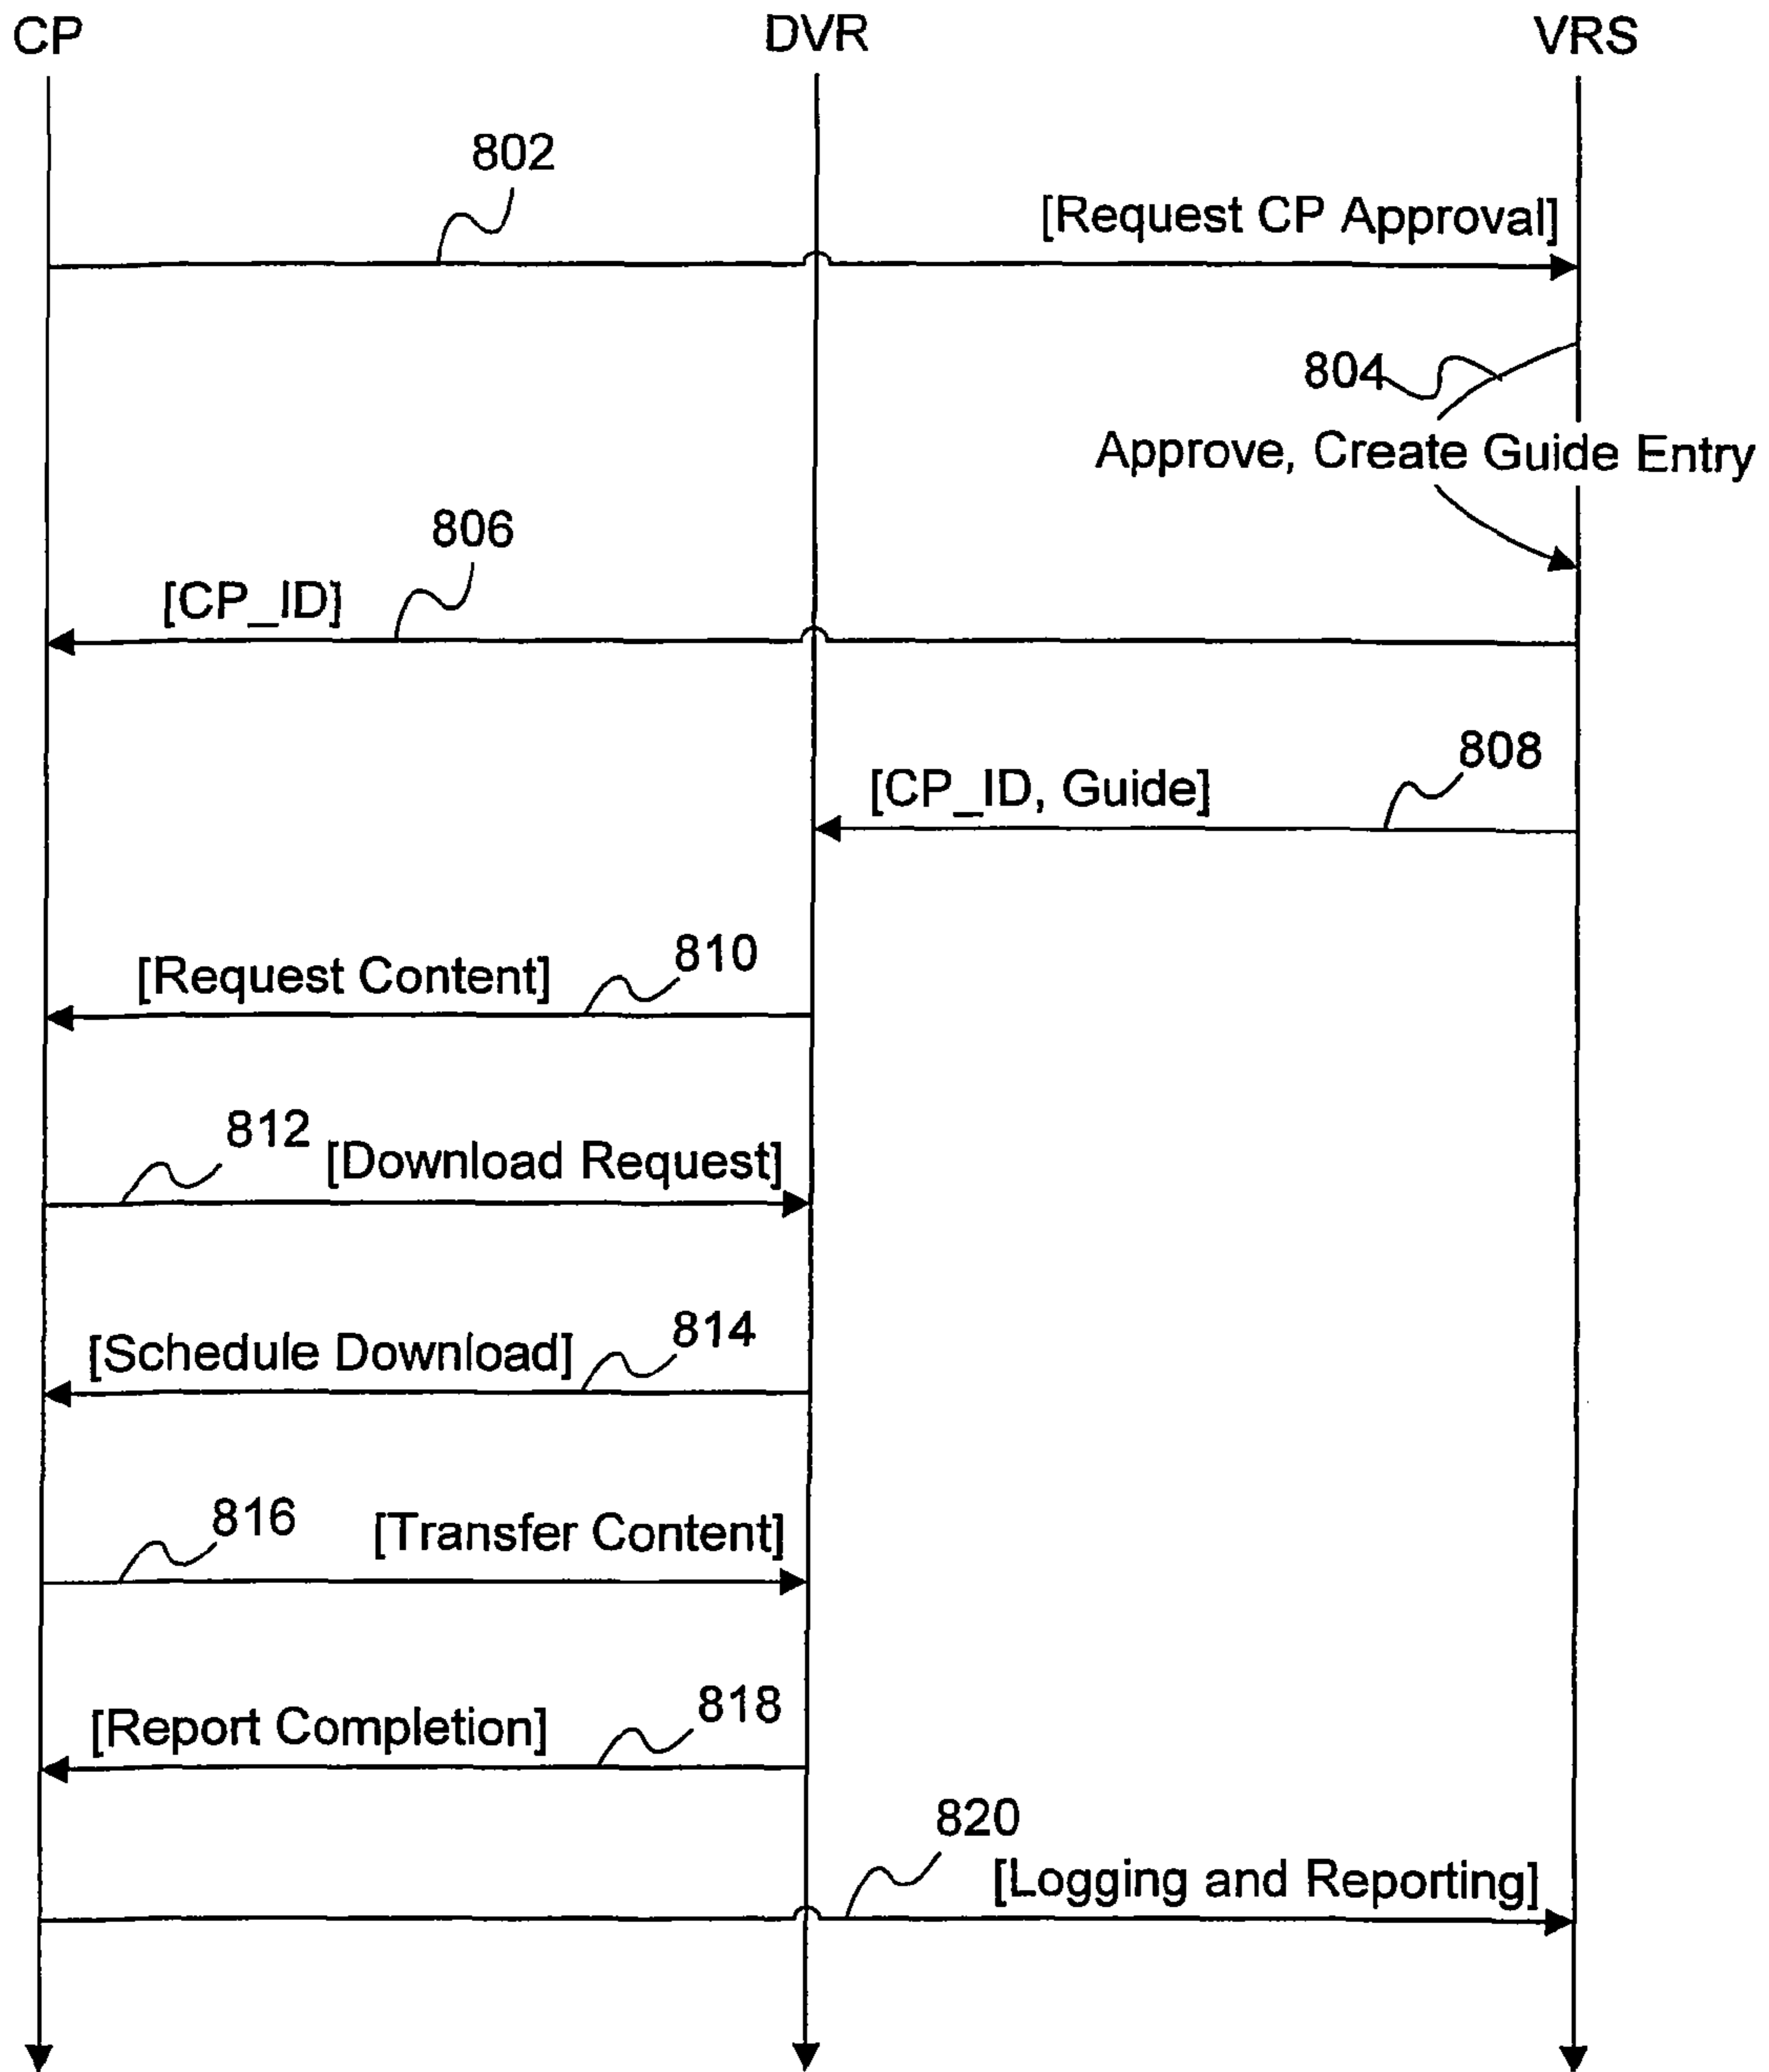 CP
DVR
VRS
802
[Request CP Approval]
804
Approve, Create Guide Entry
806
[CP_ID]
808
[CP_ID, Guide]
810
[Request Content]
812
[Download Request]
814
[Schedule Download]
816
[Transfer Content]
818
[Report Completion]
820
[Logging and Reporting]